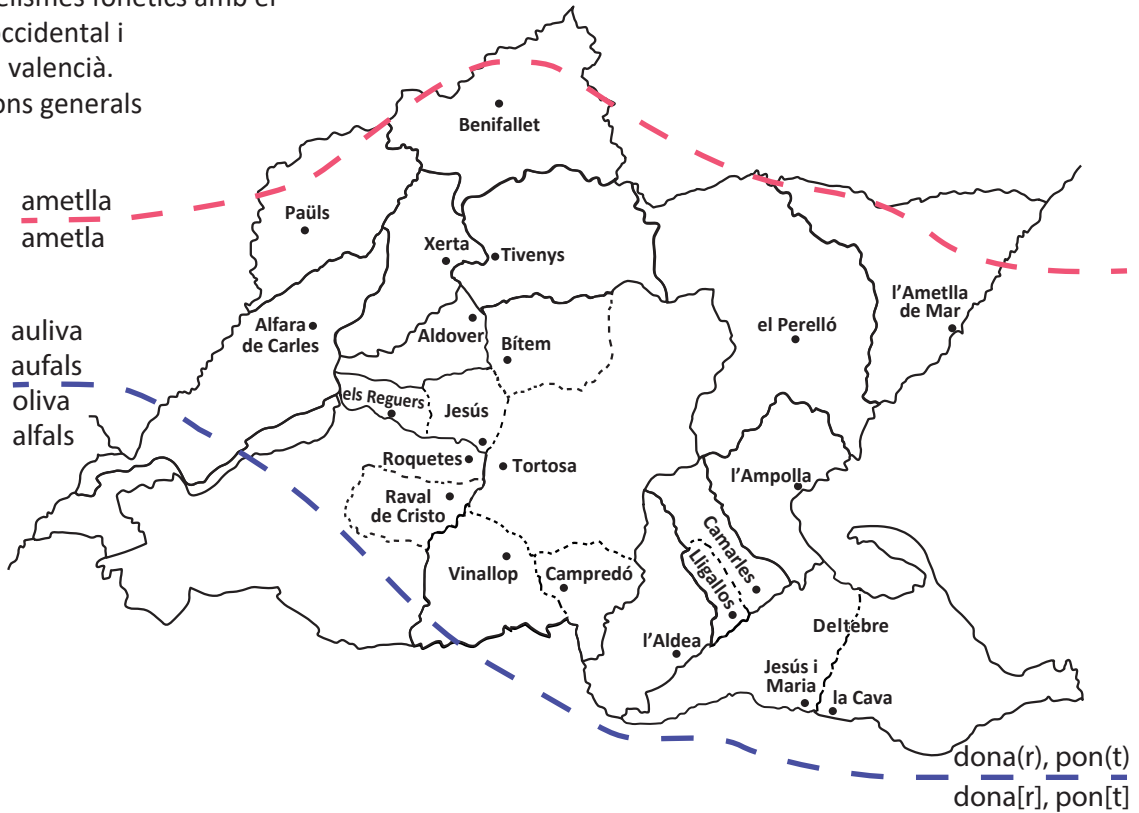 elismes fonètics amb el
occidental i
valencià.
ons generals
Benifallet
ametlla
ametla
Paüls
Xerta
Tivenys
l'Ametlla
de Mar
auliva
aufals
oliva
alfals
Alfara
de Carles
Aldover
Bítem
el Perelló
els Reguers
Jesús
Roquetes
Tortosa
l'Ampolla
Raval
de Cristo
Camarles
Lligallos
Vinallop
Campredó
l'Aldea
Deltebre
Jesús i
Maria
la Cava
dona(r), pon(t)
dona[r], pon[t]